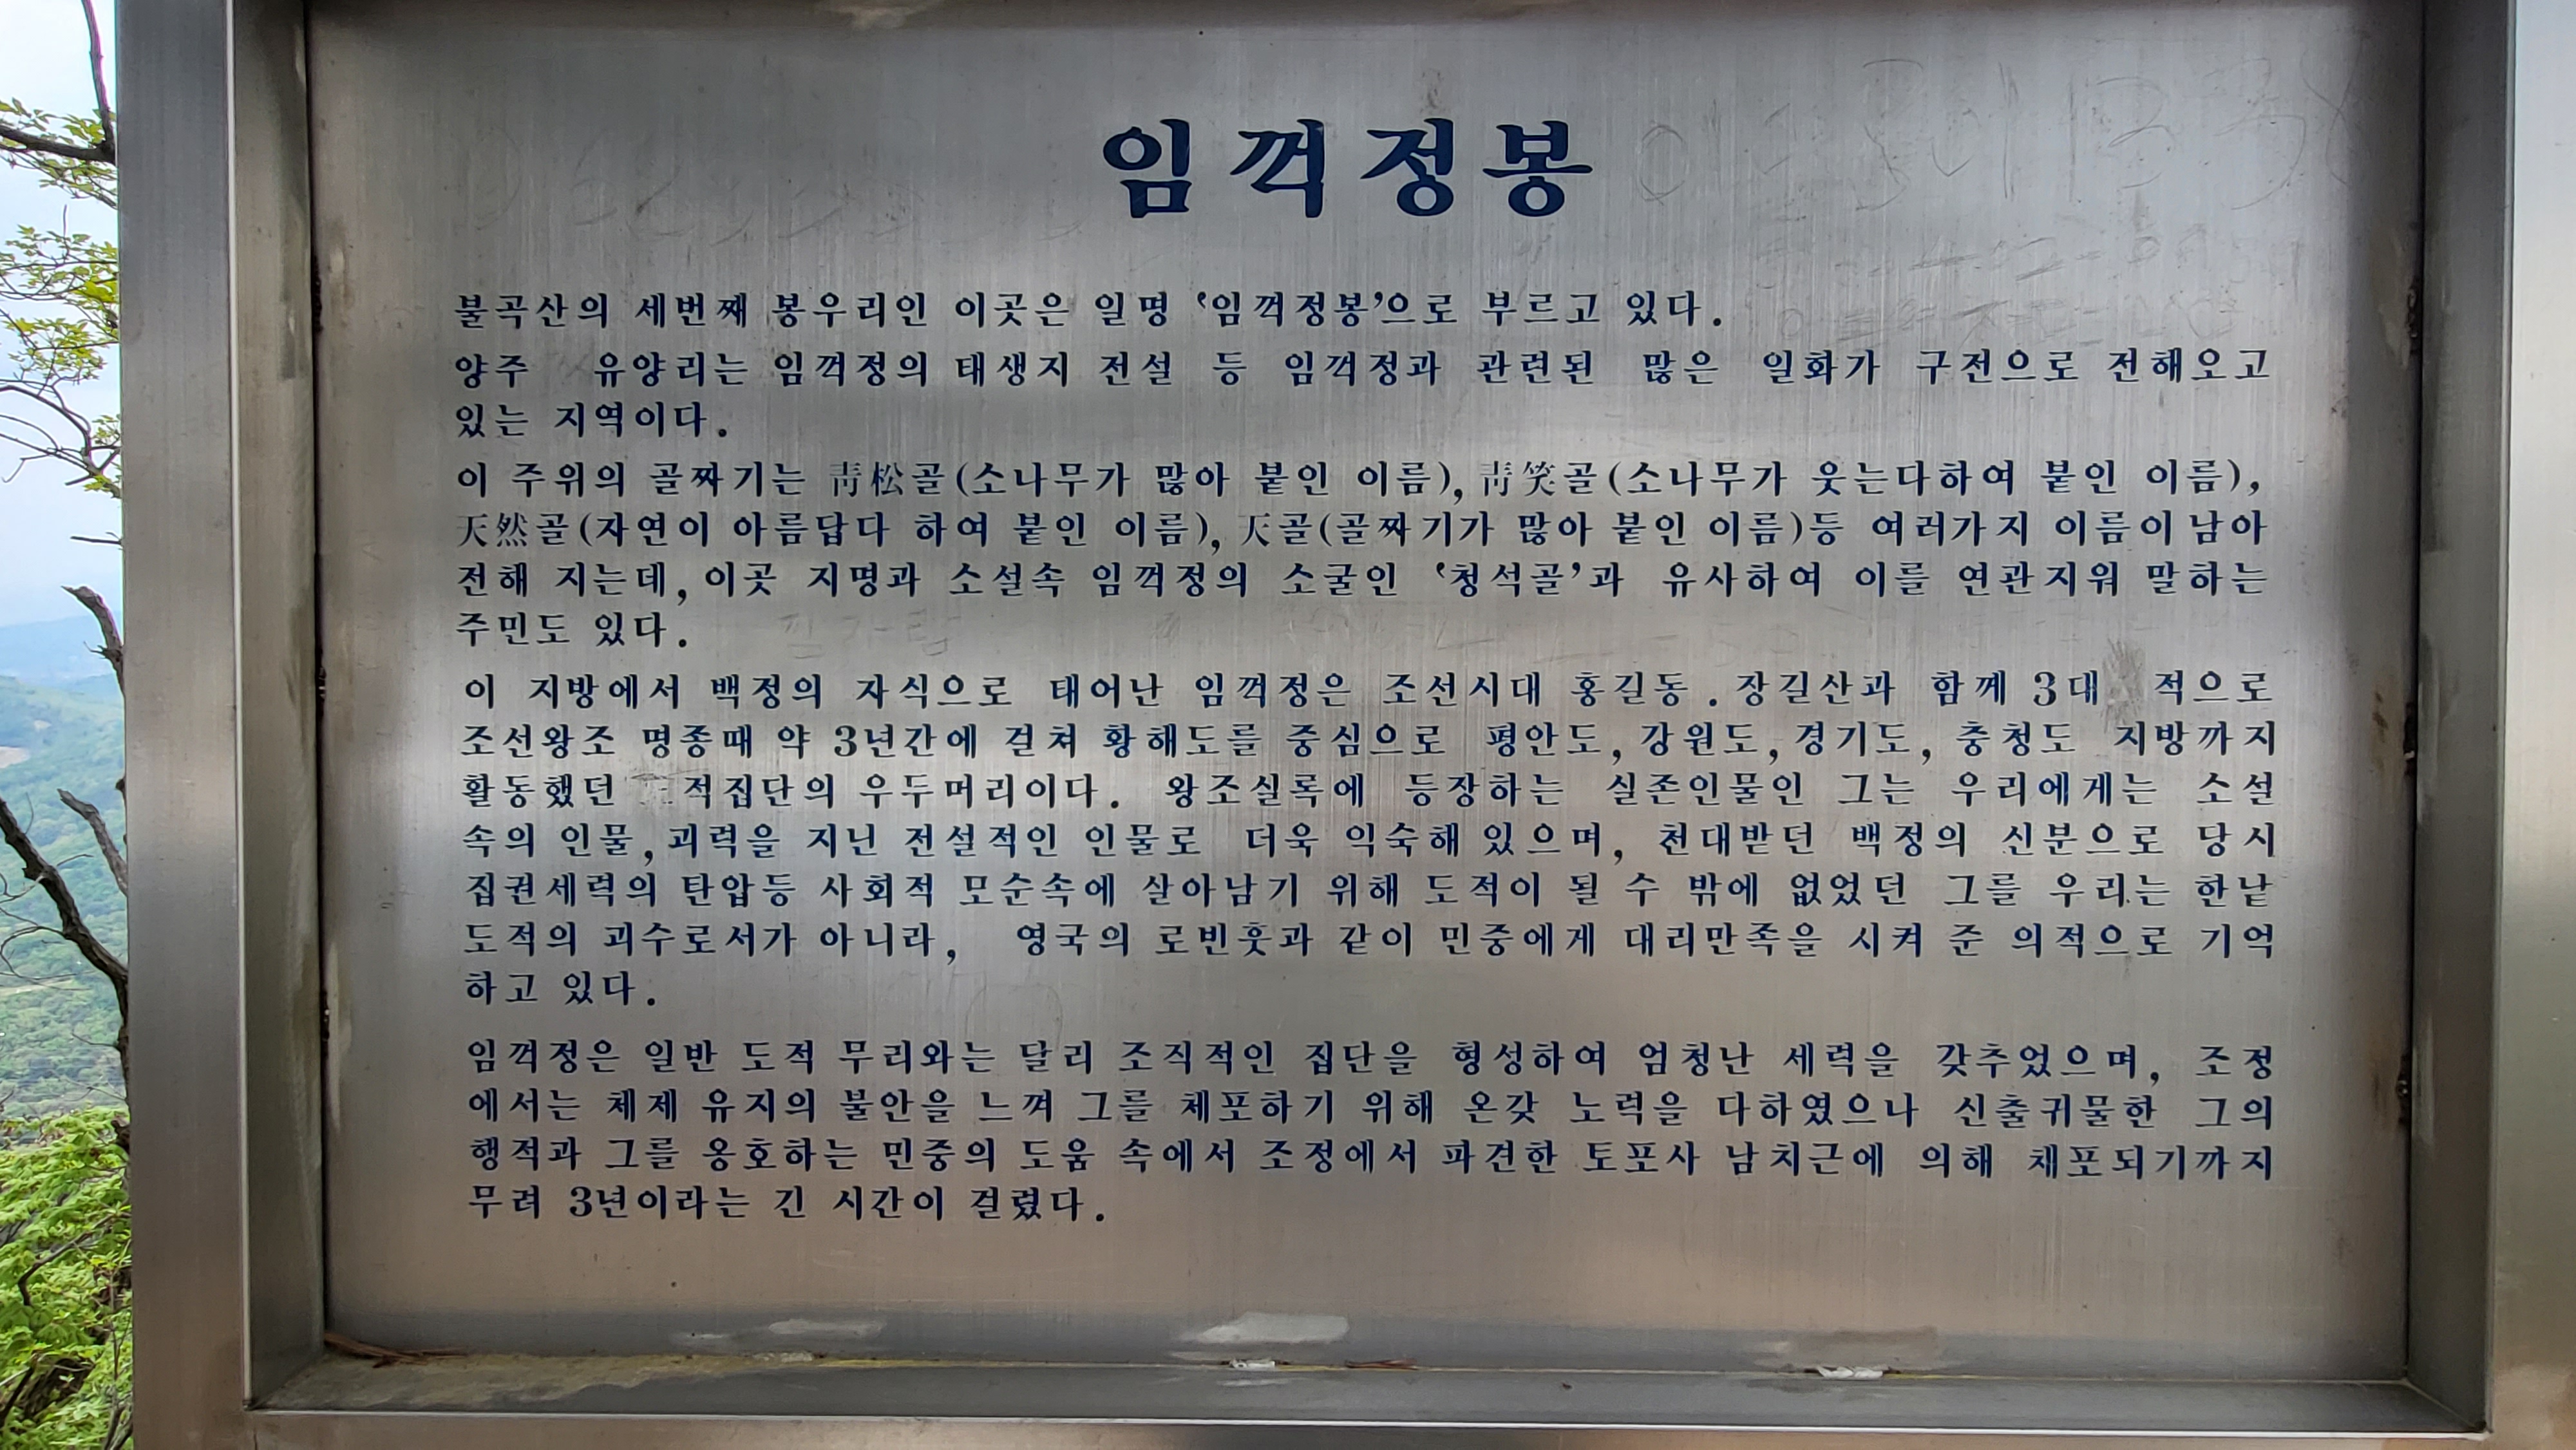 임꺽정봉
불곡산의 세번째 봉우리인 이곳은 일명 ‘임꺽정봉’으로 부르고 있다.
양주 유양리는 임꺽정의 태생지 전설 등 임꺽정과 관련된 많은 일화가 구전으로 전해오고
있는 지역이다.
이 주위의 골짜기는 靑松골(소나무가 많아 붙인 이름), 靑笑골(소나무가 웃는다하여 붙인 이름),
天然골(자연이 아름답다 하여 붙인 이름), 天골(골짜기가 많아 붙인 이름)등 여러가지 이름이 남아
전해 지는데, 이곳 지명과 소설속 임꺽정의 소굴인 ‘청석골’과 유사하여 이를 연관지워 말하는
주민도 있다.
이 지방에서 백정의 자식으로 태어난 임꺽정은 조선시대 홍길동.장길산과 함께 3대 적으로
조선왕조 명종때 약 3년간에 걸쳐 황해도를 중심으로 평안도, 강원도, 경기도, 충청도 지방까지
활동했던 적집단의 우두머리이다. 왕조실록에 등장하는 실존인물인 그는 우리에게는 소설
속의 인물, 괴력을 지닌 전설적인 인물로 더욱 익숙해 있으며, 천대받던 백정의 신분으로 당시
집권세력의 탄압등 사회적 모순속에 살아남기 위해 도적이 될 수 밖에 없었던 그를 우리는 한낱
도적의 괴수로서가 아니라, 영국의 로빈훗과 같이 민중에게 대리만족을 시켜 준 의적으로 기억
하고 있다.
임꺽정은 일반 도적 무리와는 달리 조직적인 집단을 형성하여 엄청난 세력을 갖추었으며, 조정
에서는 체제 유지의 불안을 느껴 그를 체포하기 위해 온갖 노력을 다하였으나 신출귀물한 그의
행적과 그를 옹호하는 민중의 도움 속에서 조정에서 파견한 토포사 남치근에 의해 채포되기까지
무려 3년이라는 긴 시간이 걸렸다.